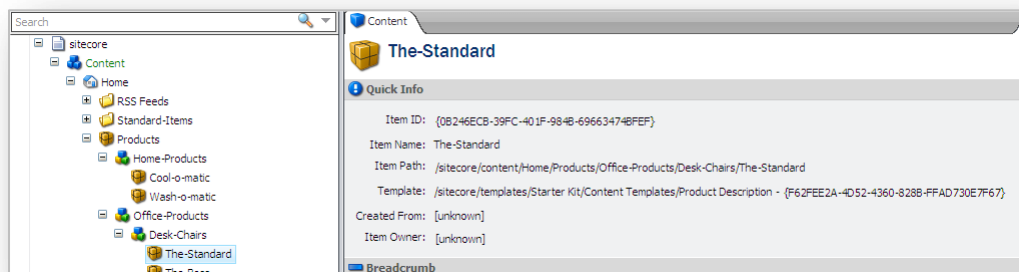 Search
sitecore
Content
Home
RSS Feeds
Standard-Items
Products
Home-Products
Cool-o-matic
Wash-o-matic
Office-Products
Desk-Chairs
The-Standard
Content
The-Standard
Quick Info
Item ID: {0B246ECB-39FC-401F-984B-69663474BFEF}
Item Name: The-Standard
Item Path: /sitecore/content/Home/Products/Office-Products/Desk-Chairs/The-Standard
Template: /sitecore/templates/Starter Kit/Content Templates/Product Description - {F62FEE2A-4D52-4360-828B-FFAD730E7F67}
Created From: [unknown]
Item Owner: [unknown]
Breadcrumb